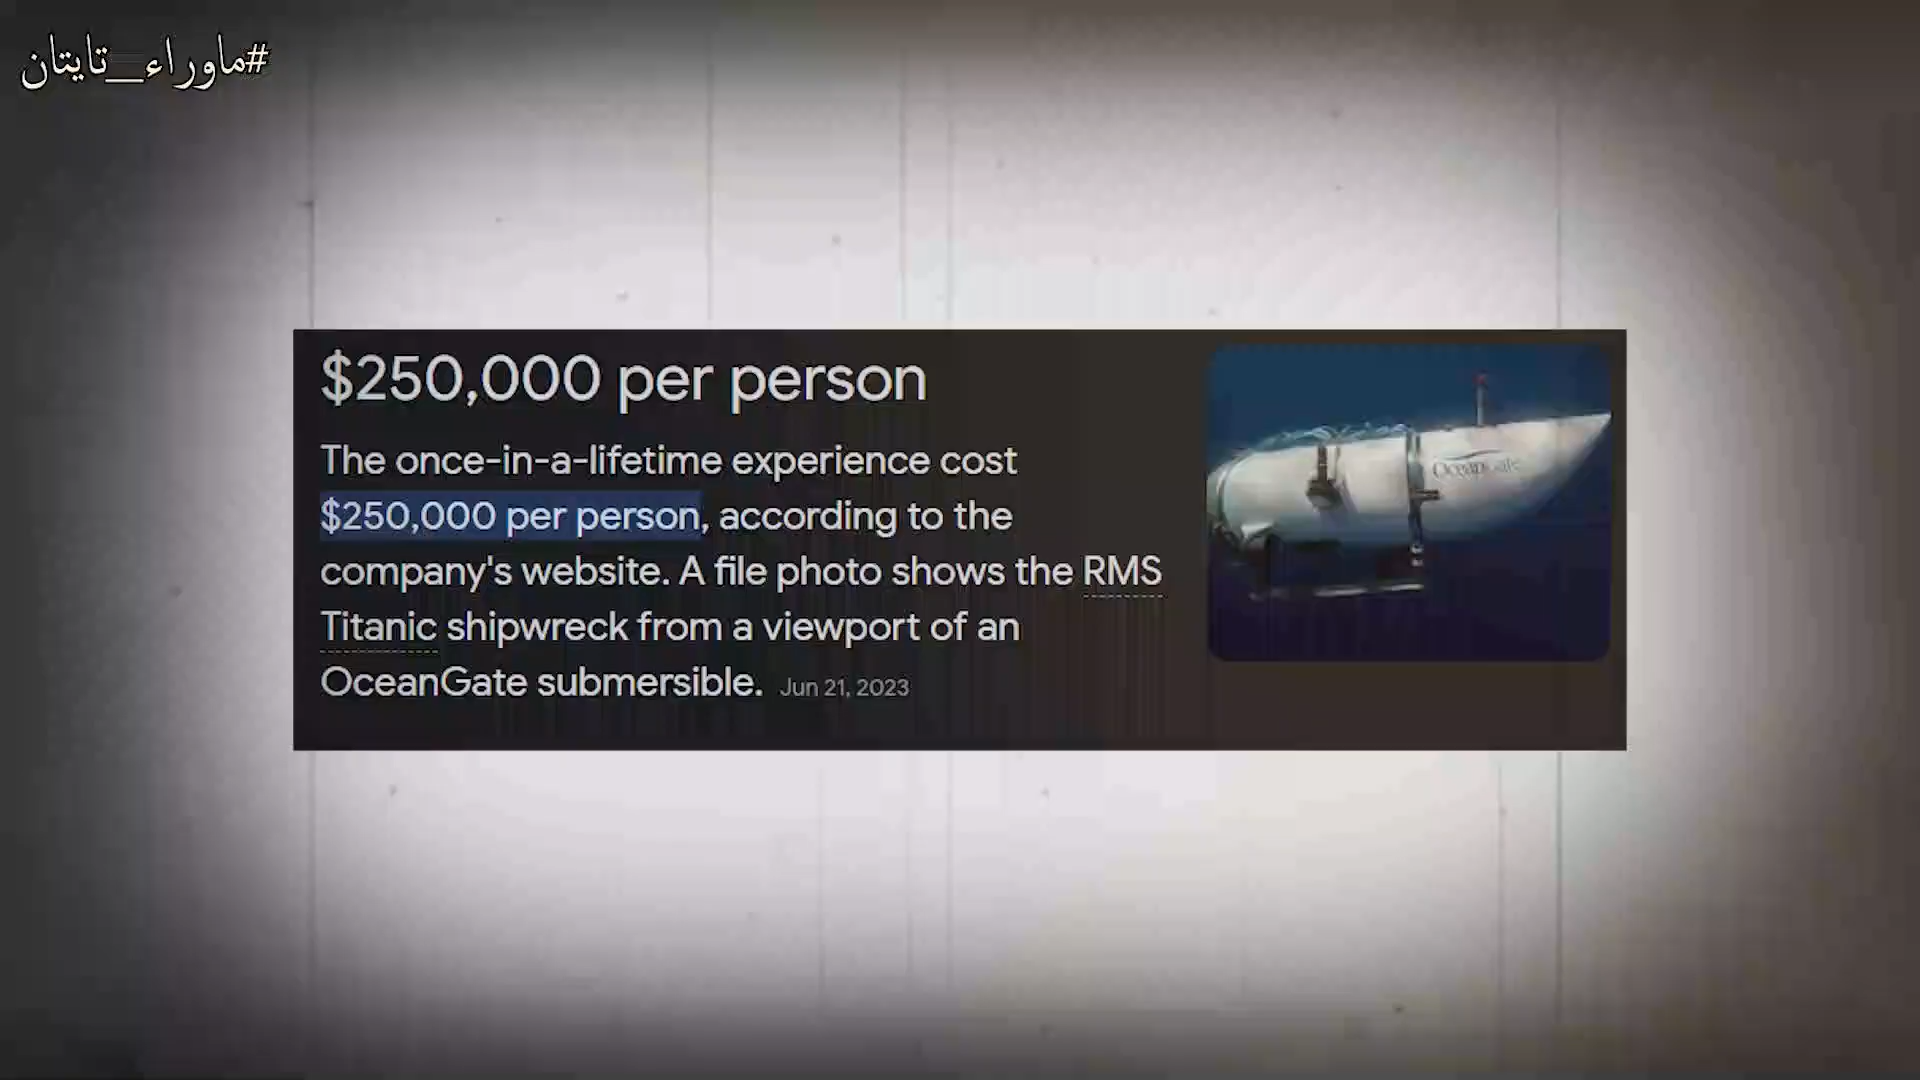 #ماوراء__تايتان
$250,000 per person
The once-in-a-lifetime experience cost
$250,000 per person, according to the
company's website. A file photo shows the RMS
Titanic shipwreck from a viewport of an
OceanGate submersible. Jun 21, 2023
OceanGate